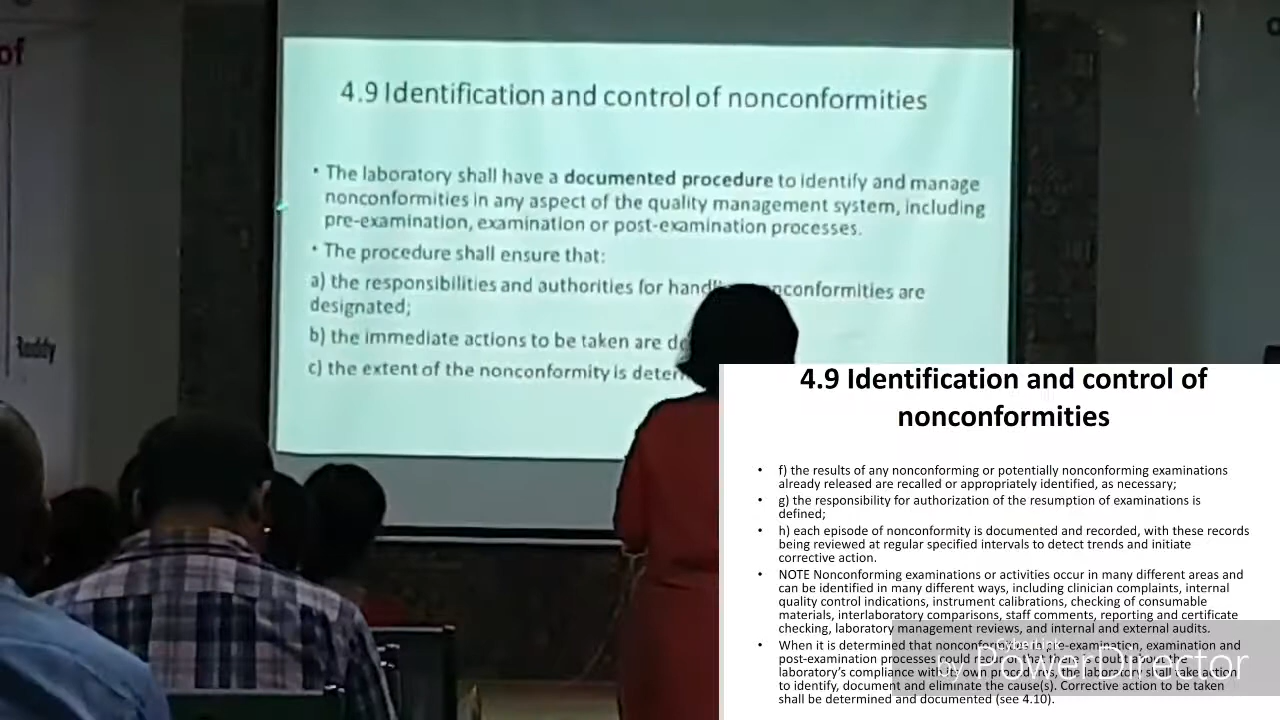 of
Reddy
4.9 Identification and control of nonconformities
• The laboratory shall have a documented procedure to identify and manage
nonconformities in any aspect of the quality management system, including
pre-examination, examination or post-examination processes.
• The procedure shall ensure that:
a) the responsibilities and authorities for nconformities are
designated;
b) the immediate actions to be taken are
c) the extent of the nonconformity is
4.9 Identification and control of
nonconformities
• f) the results of any nonconforming or potentially nonconforming examinations
already released are recalled or appropriately identified, as necessary;
• g) the responsibility for authorization of the resumption of examinations is
defined;
• h) each episode of nonconformity is documented and recorded, with these records
being reviewed at regular specified intervals to detect trends and initiate
corrective action.
• NOTE Nonconforming examinations or activities occur in many different areas and
can be identified in many different ways, including clinician complaints, internal
quality control indications, instrument calibrations, checking of consumable
materials, interlaboratory comparisons, staff comments, reporting and certificate
checking, laboratory management reviews, and internal and external audits.
• When it is determined that nonconformities in pre-examination, examination and
post-examination processes could recur or that there is doubt about the
laboratory's compliance with its own procedures, the laboratory shall take action
to identify, document and eliminate the cause(s). Corrective action to be taken
shall be determined and documented (see 4.10).
CyberLink
by PowerDirector